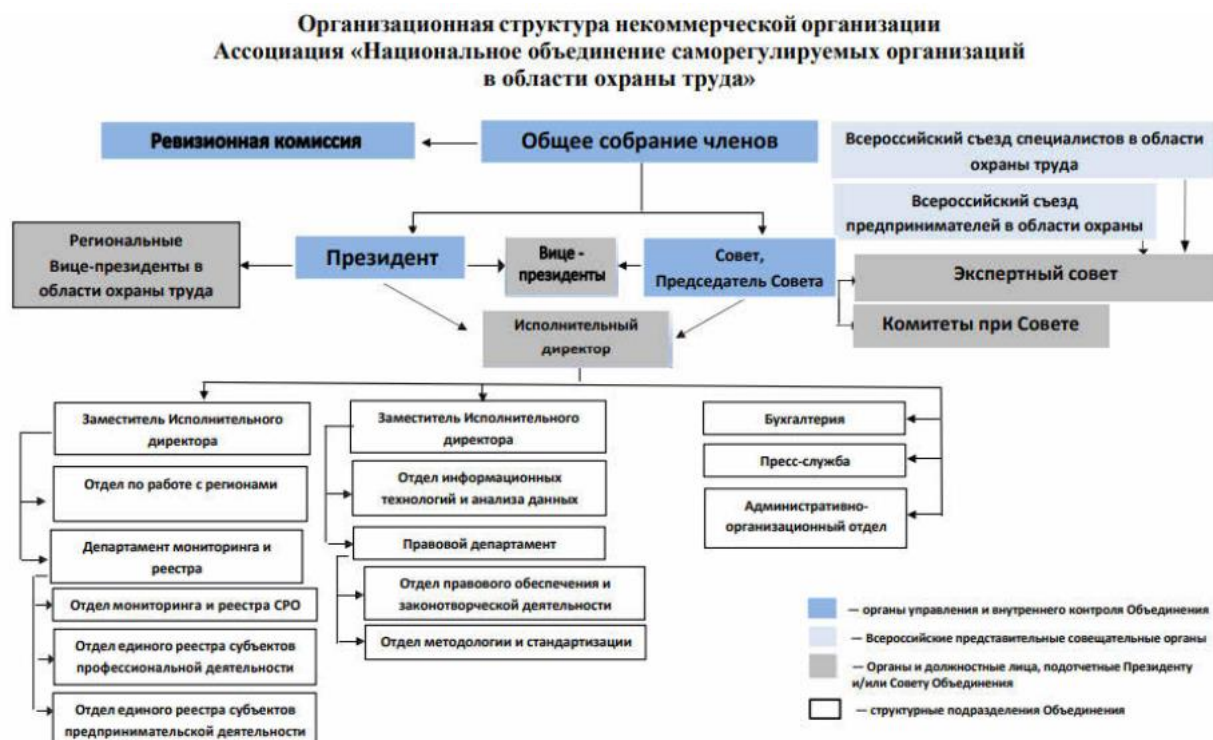 Организационная структура некоммерческой организации
Ассоциация «Национальное объединение саморегулируемых организаций
в области охраны труда»
Ревизионная комиссия
Общее собрание членов
Всероссийский съезд специалистов в области
охраны труда
Всероссийский съезд
предпринимателей в области охраны
Региональные
Вице-президенты в
области охраны труда
Президент
Вице -
президенты
Совет,
Председатель Совета
Экспертный совет
Комитеты при Совете
Исполнительный
директор
Заместитель Исполнительного
директора
Отдел по работе с регионами
Департамент мониторинга и
реестра
Отдел мониторинга и реестра СРО
Отдел единого реестра субъектов
профессиональной деятельности
Отдел единого реестра субъектов
предпринимательской деятельности
Заместитель Исполнительного
директора
Отдел информационных
технологий и анализа данных
Правовой департамент
Отдел правового обеспечения и
законотворческой деятельности
Отдел методологии и стандартизации
Бухгалтерия
Пресс-служба
Административно-
организационный отдел
— органы управления и внутреннего контроля Объединения
— Всероссийские представительные совещательные органы
— Органы и должностные лица, подотчетные Президенту
и/или Совету Объединения
— структурные подразделения Объединения